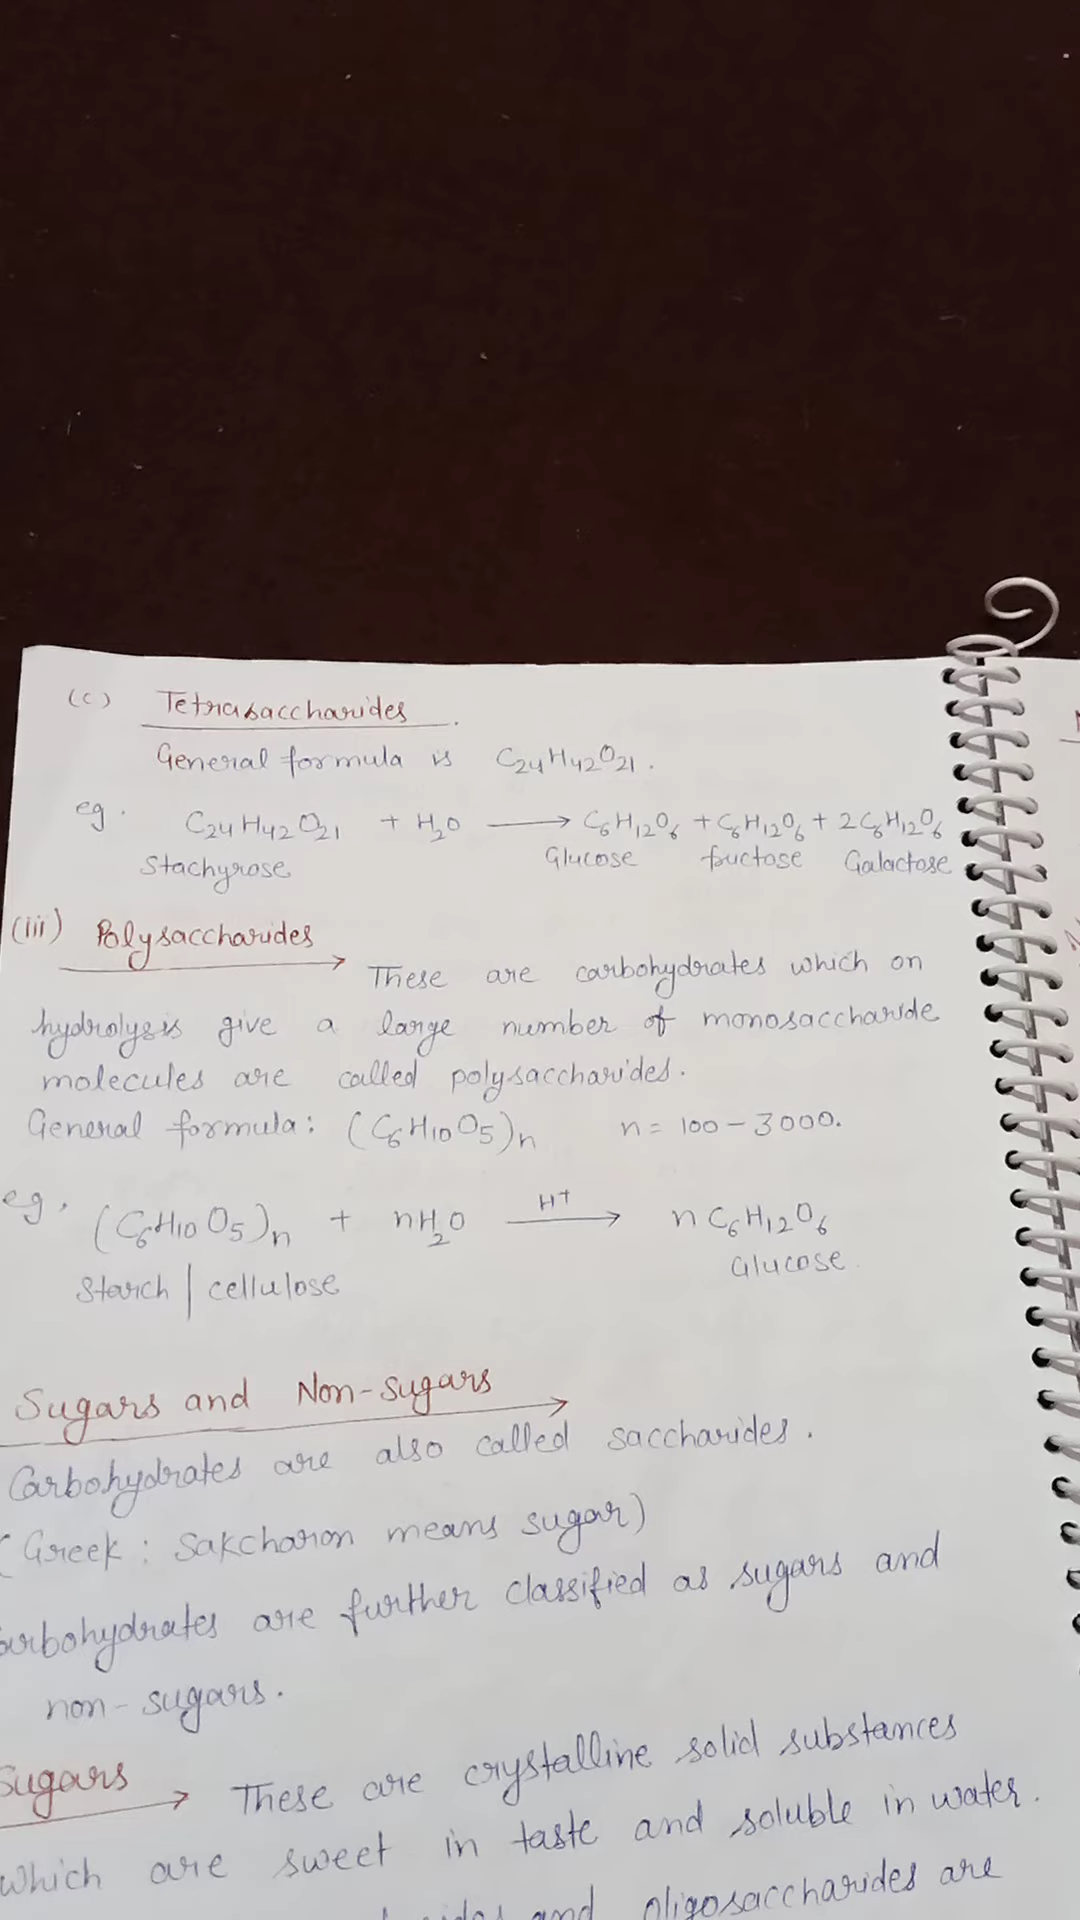 (c) Tetrasaccharides
General formula is C24H42O21.
eg. C24H42O21 + H2O ⟶ C6H12O6 + C6H12O6 + 2C6H12O6
Stachyrose Glucose fuctose Galactose
(iii) Polysaccharides
These are carbohydrates which on
hydrolysis give a large number of monosaccharide
molecules are called polysaccharides.
General formula: (C6H10O5)n n = 100-3000.
eg. (C6H10O5)n + nH2O H+⟶ nC6H12O6
Starch | cellulose Glucose
Sugars and Non-sugars
Carbohydrates are also called saccharides.
(Greek: Sakcharon means sugar)
arbohydrates are further classified as sugars and
non-sugars.
Sugars → These are crystalline solid substances
which are sweet in taste and soluble in water.
and oligosaccharides are